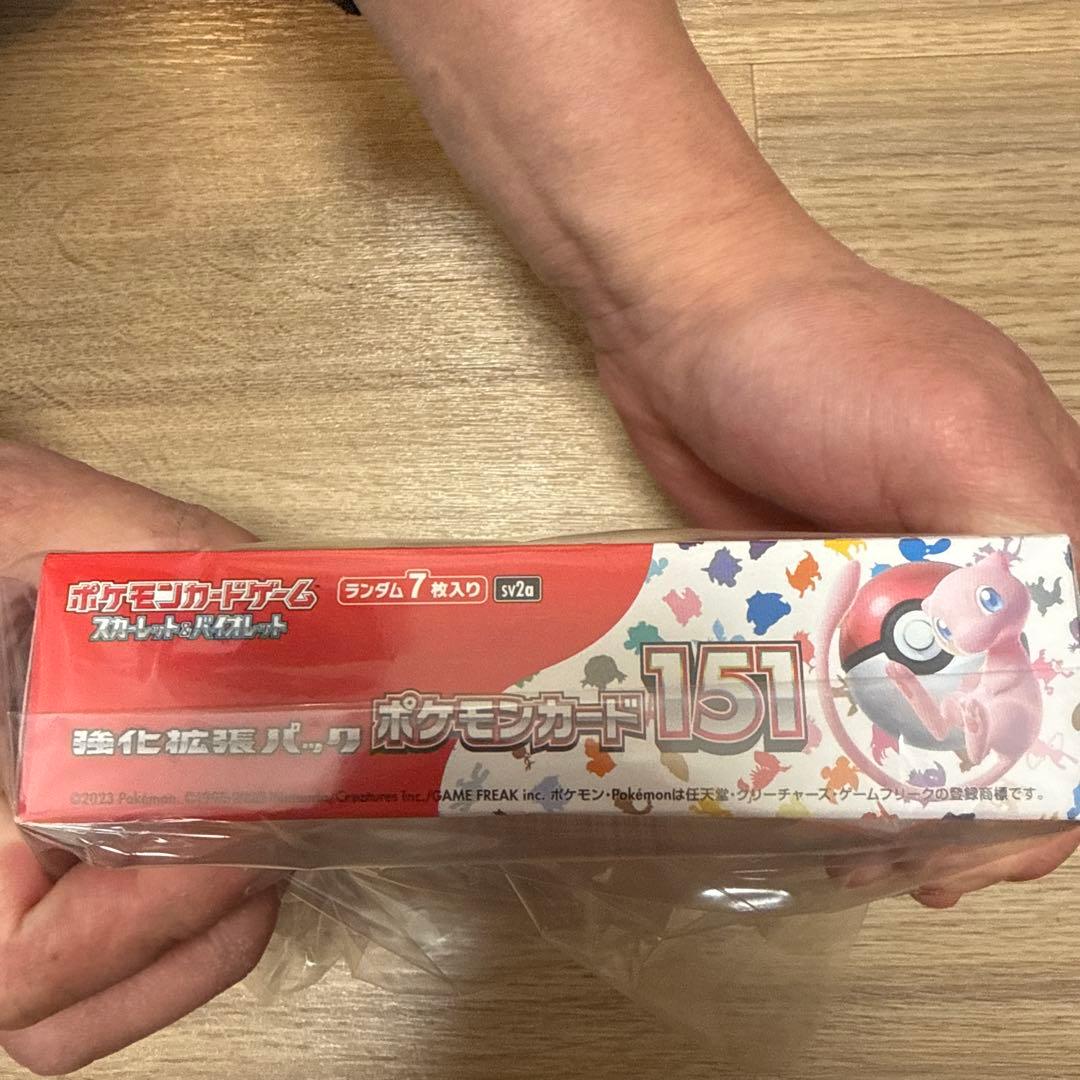 ポケモンカードゲーム
スカーレット&バイオレット
ランダム7枚入り
sv2a
強化拡張パック
ポケモンカード151
©2023 Pokémon. Creatures Inc./GAME FREAK inc. ポケモン・Pokémonは任天堂・クリーチャーズ・ゲームフリークの登録商標です。